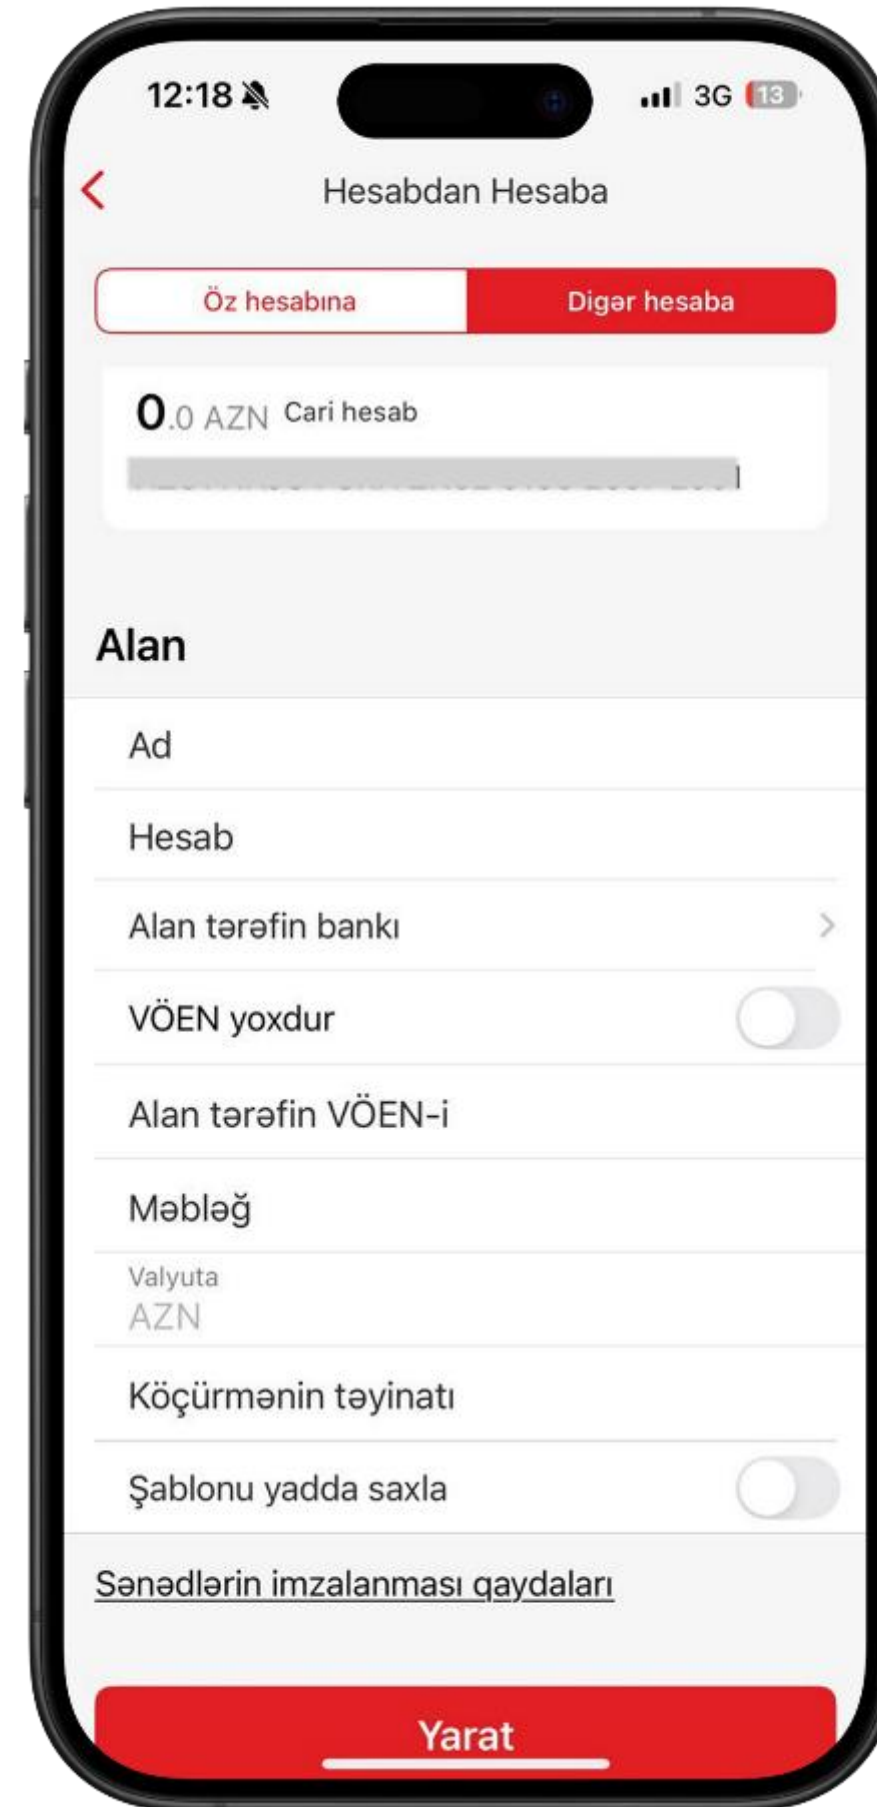 12:18
3G 13
Hesabdan Hesaba
Öz hesabına
Digər hesaba
0.0 AZN Cari hesab
Alan
Ad
Hesab
Alan tərəfin bankı
VÖEN yoxdur
Alan tərəfin VÖEN-i
Məbləğ
Valyuta
AZN
Köçürmənin təyinatı
Şablonu yadda saxla
Sənədlərin imzalanması qaydaları
Yarat